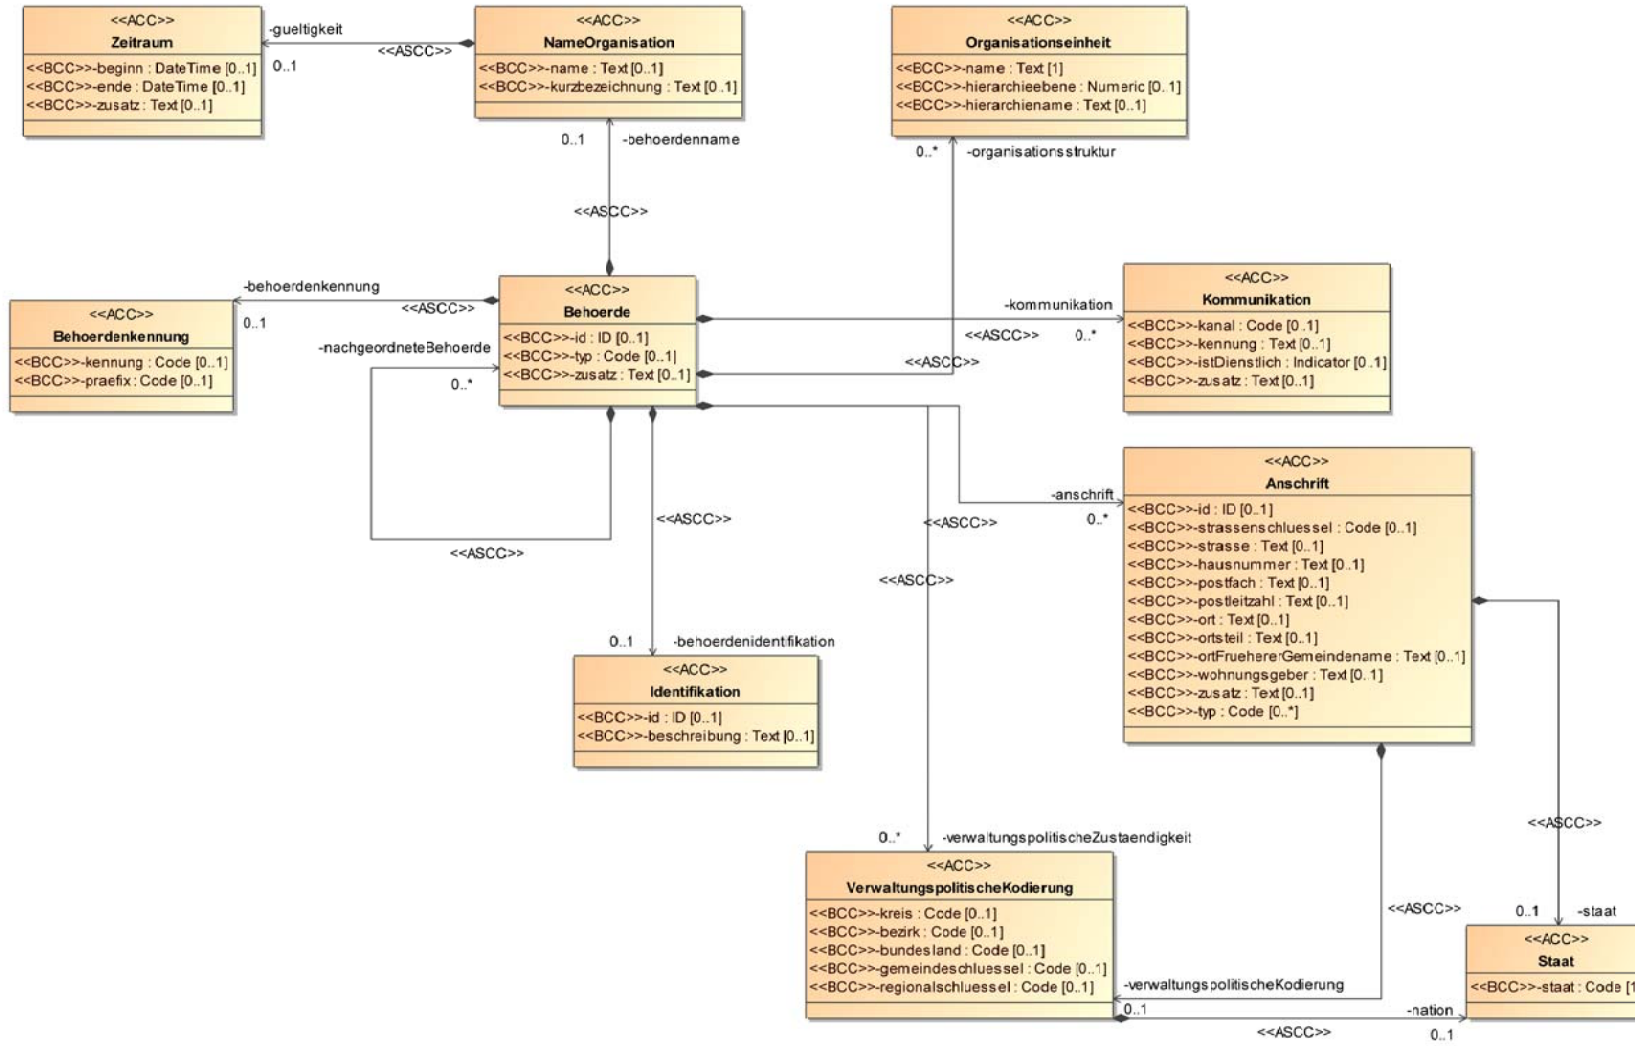 <<ACC>>
Zeitraum
<<BCC>>-beginn : DateTime [0..1]
<<BCC>>-ende : DateTime [0..1]
<<BCC>>-zusatz : Text [0..1]
-gueltigkeit
0..1
<<ASCC>>
<<ACC>>
NameOrganisation
<<BCC>>-name : Text [0..1]
<<BCC>>-kurzbezeichnung : Text [0..1]
<<ACC>>
Organisationseinheit
<<BCC>>-name : Text [1]
<<BCC>>-hierarchieebene : Numeric [0..1]
<<BCC>>-hierarchiename : Text [0..1]
0..1
-behoerdenname
0..*
-organisationsstruktur
<<ASCC>>
-behoerdenkennung
<<ASCC>>
0..1
<<ACC>>
Behoerdenkennung
<<BCC>>-kennung : Code [0..1]
<<BCC>>-praefix : Code [0..1]
<<ACC>>
Behoerde
<<BCC>>-id : ID [0..1]
<<BCC>>-typ : Code [0..1]
<<BCC>>-zusatz : Text [0..1]
-nachgeordneteBehoerde
0..*
<<ASCC>>
-kommunikation
<<ASCC>>
0..*
<<ASCC>>
<<ACC>>
Kommunikation
<<BCC>>-kanal : Code [0..1]
<<BCC>>-kennung : Text [0..1]
<<BCC>>-istDienstlich : Indicator [0..1]
<<BCC>>-zusatz : Text [0..1]
<<ASCC>>
0..1
-behoerdenidentifikation
<<ACC>>
Identifikation
<<BCC>>-id : ID [0..1]
<<BCC>>-beschreibung : Text [0..1]
-anschrift
<<ASCC>>
0..*
<<ASCC>>
<<ACC>>
Anschrift
<<BCC>>-id : ID [0..1]
<<BCC>>-strassenschluessel : Code [0..1]
<<BCC>>-strasse : Text [0..1]
<<BCC>>-hausnummer : Text [0..1]
<<BCC>>-postfach : Text [0..1]
<<BCC>>-postleitzahl : Text [0..1]
<<BCC>>-ort : Text [0..1]
<<BCC>>-ortsteil : Text [0..1]
<<BCC>>-ortFruehererGemeindename : Text [0..1]
<<BCC>>-wohnungsgeber : Text [0..1]
<<BCC>>-zusatz : Text [0..1]
<<BCC>>-typ : Code [0..*]
0..*
-verwaltungspolitischeZustaendigkeit
<<ACC>>
VerwaltungspolitischeKodierung
<<BCC>>-kreis : Code [0..1]
<<BCC>>-bezirk : Code [0..1]
<<BCC>>-bundesland : Code [0..1]
<<BCC>>-gemeindeschluessel : Code [0..1]
<<BCC>>-regionalschluessel : Code [0..1]
<<ASCC>>
<<ASCC>>
0..1
-staat
<<ACC>>
Staat
<<BCC>>-staat : Code [1
-verwaltungspolitischeKodierung
0..1
-nation
<<ASCC>>
0..1